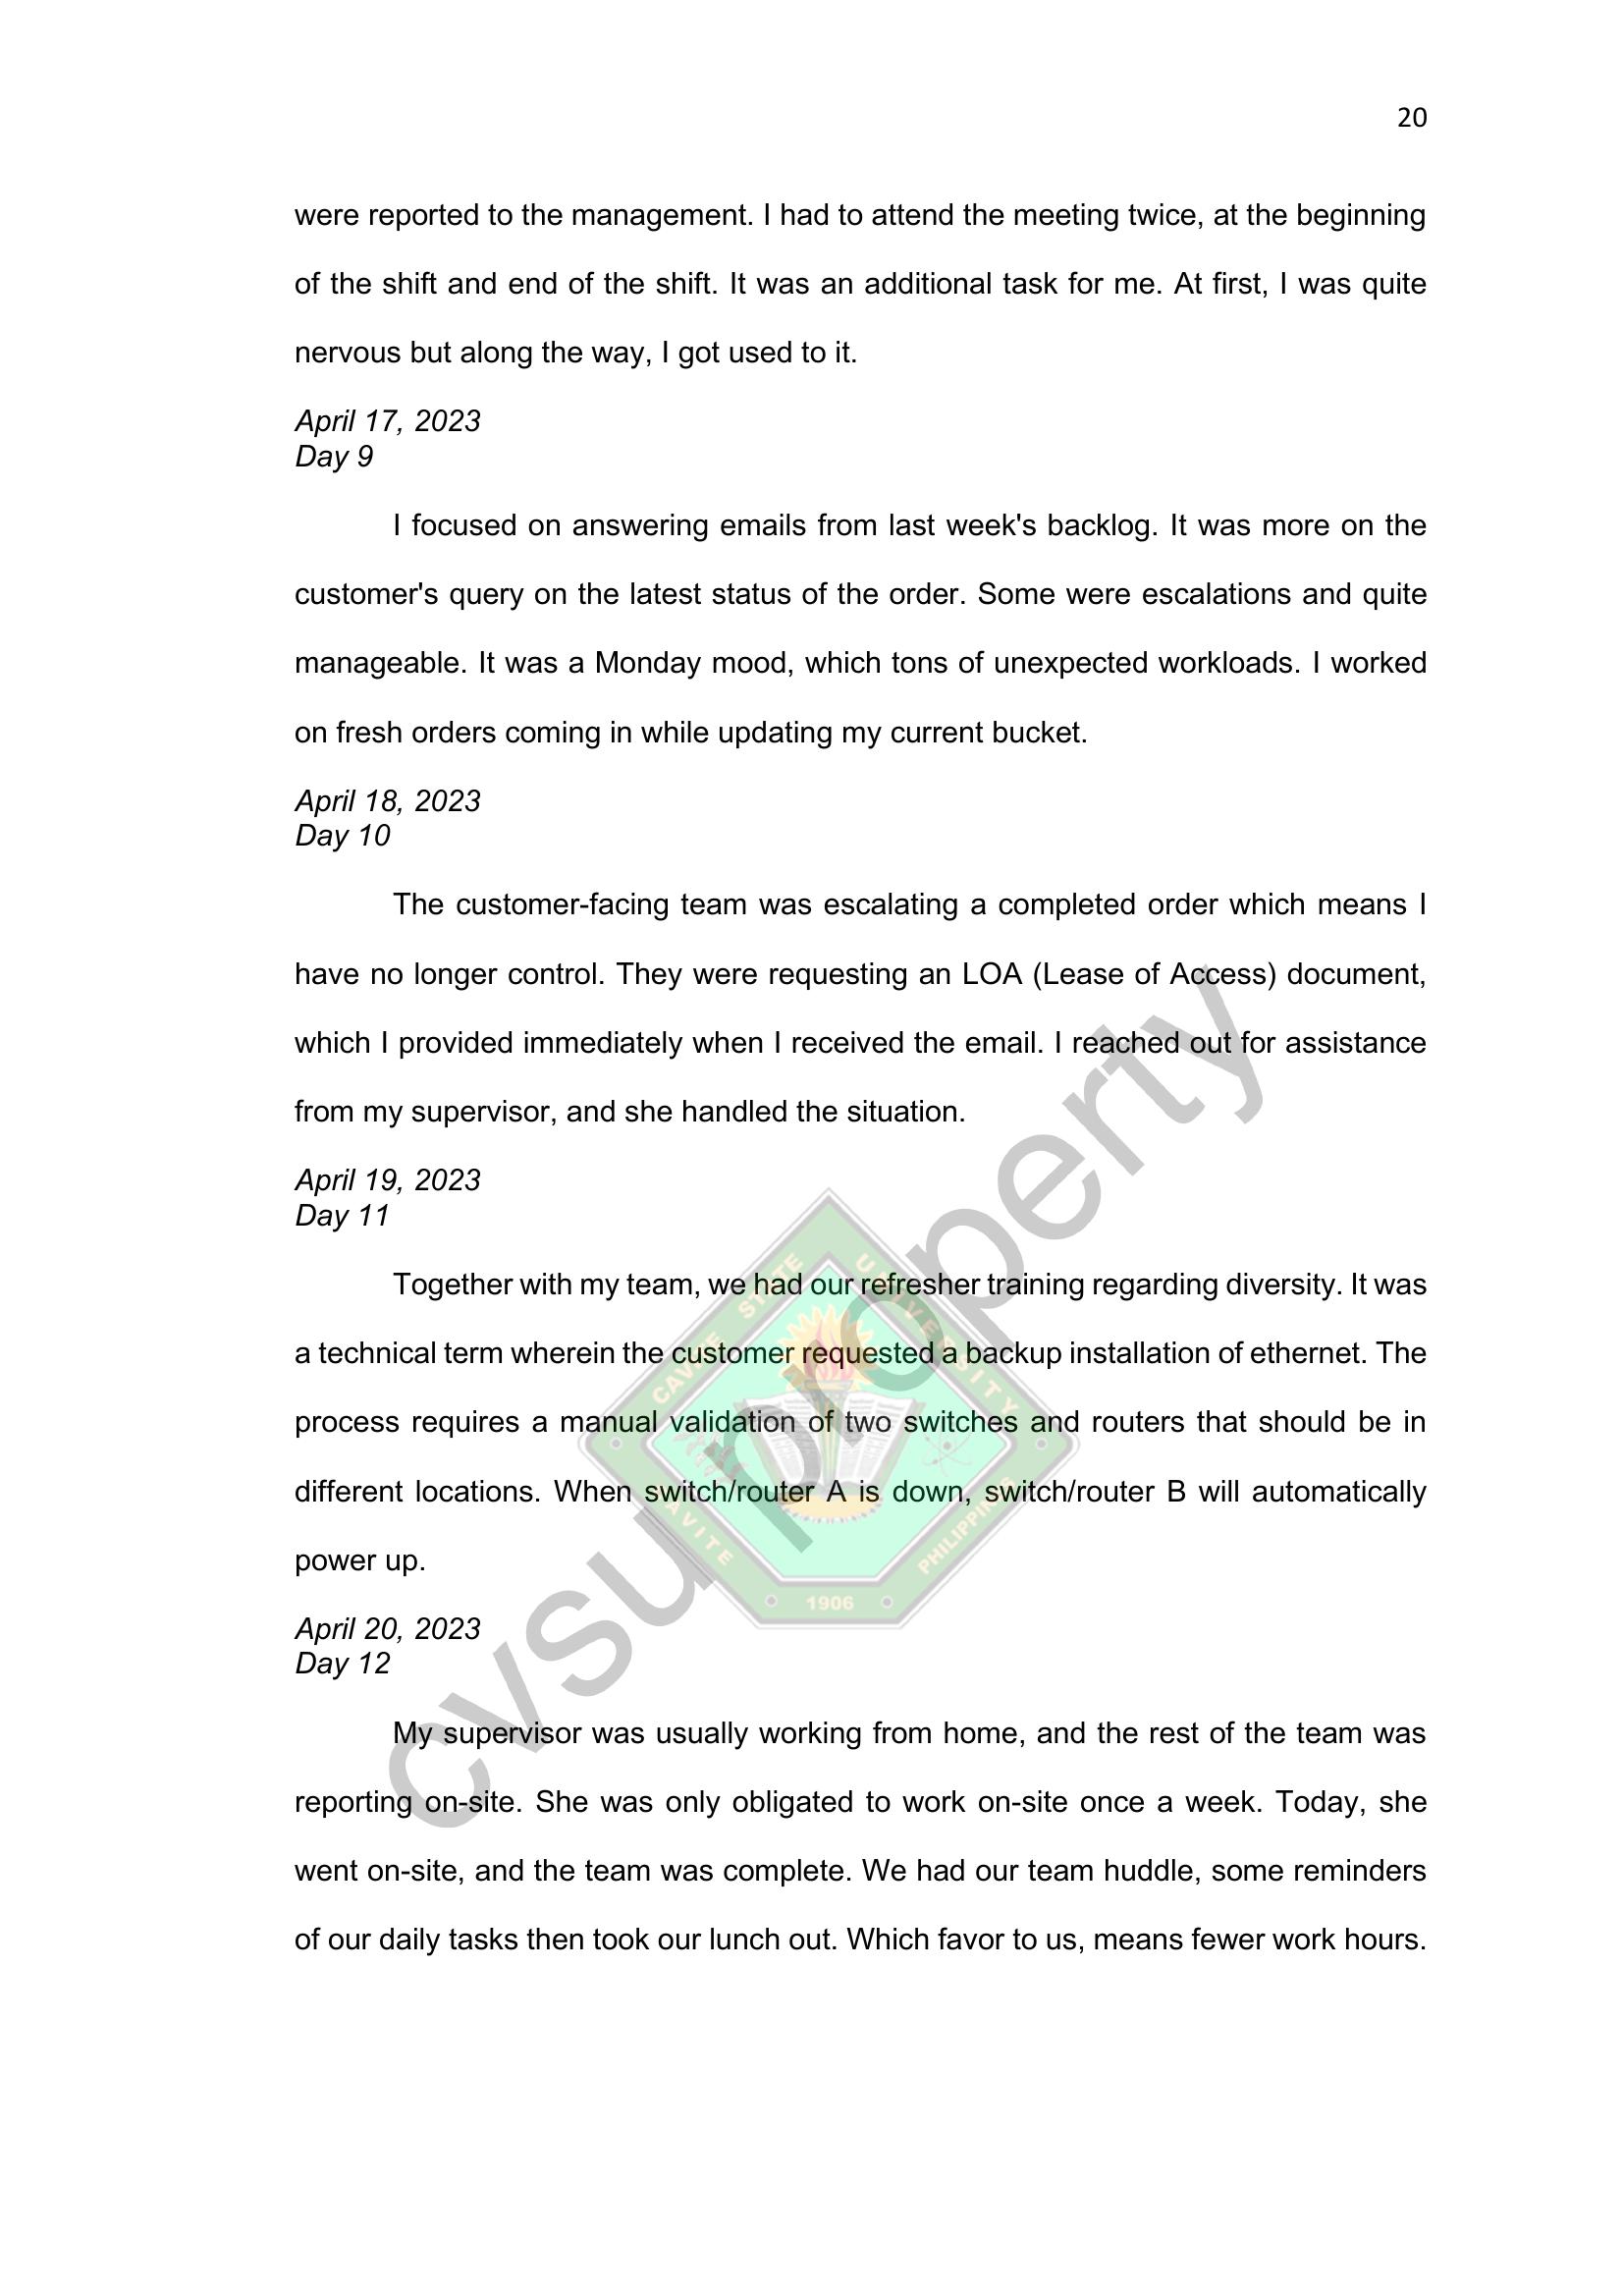 20
were reported to the management. I had to attend the meeting twice, at the beginning
of the shift and end of the shift. It was an additional task for me. At first, I was quite
nervous but along the way, I got used to it.
April 17, 2023
Day 9
I focused on answering emails from last week's backlog. It was more on the
customer's query on the latest status of the order. Some were escalations and quite
manageable. It was a Monday mood, which tons of unexpected workloads. I worked
on fresh orders coming in while updating my current bucket.
April 18, 2023
Day 10
The customer-facing team was escalating a completed order which means I
have no longer control. They were requesting an LOA (Lease of Access) document,
which I provided immediately when I received the email. I reached out for assistance
from my supervisor, and she handled the situation.
April 19, 2023
Day 11
Together with my team, we had our refresher training regarding diversity. It was
a technical term wherein the customer requested a backup installation of ethernet. The
process requires a manual validation of two switches and routers that should be in
different locations. When switch/router A is down, switch/router B will automatically
power up.
April 20, 2023
Day 12
My supervisor was usually working from home, and the rest of the team was
reporting on-site. She was only obligated to work on-site once a week. Today, she
went on-site, and the team was complete. We had our team huddle, some reminders
of our daily tasks then took our lunch out. Which favor to us, means fewer work hours.
cvsu property
CAVITE STATE UNIVERSITY
CAVITE
1906
PHILIPPINES